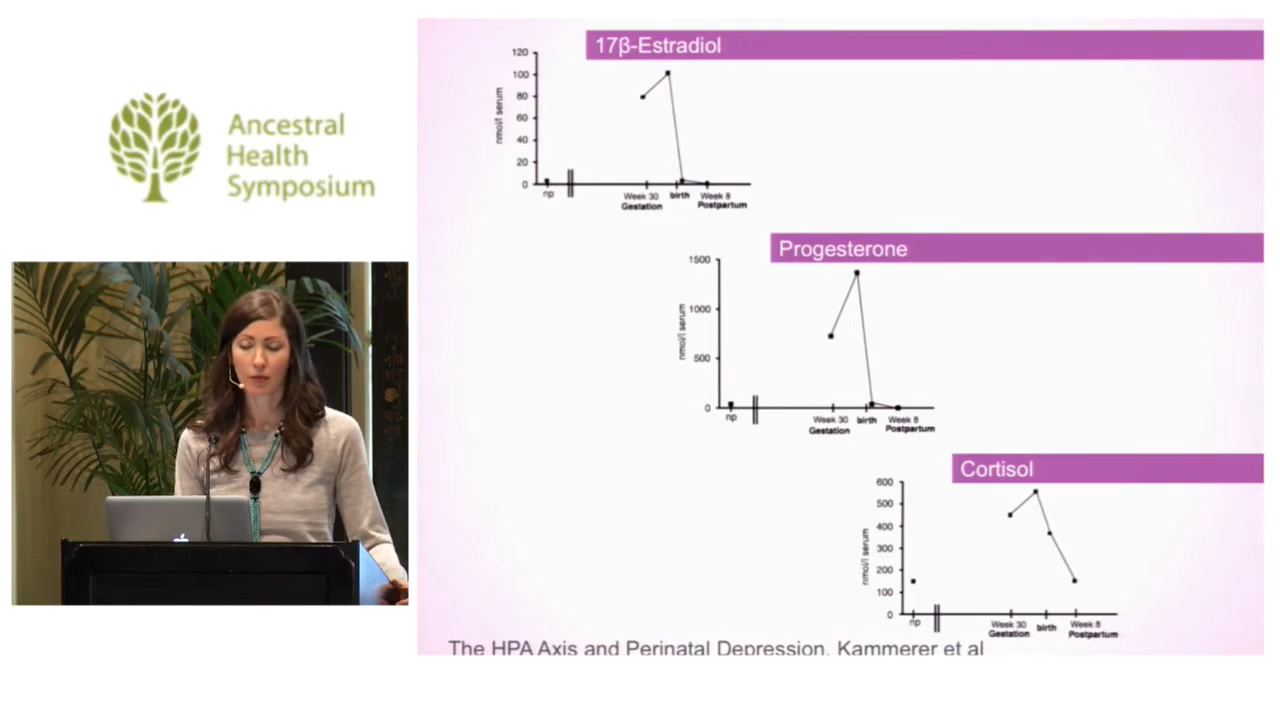 Ancestral
Health
Symposium
17β-Estradiol
120
100
80
60
40
20
0
nmol/l serum
np
Week 30
Gestation
birth
Week 8
Postpartum
Progesterone
1500
1000
500
0
nmol/l serum
np
Week 30
Gestation
birth
Week 8
Postpartum
Cortisol
600
500
400
300
200
100
0
nmol/l serum
np
Week 30
Gestation
birth
Week 8
Postpartum
The HPA Axis and Perinatal Depression. Kammerer et al